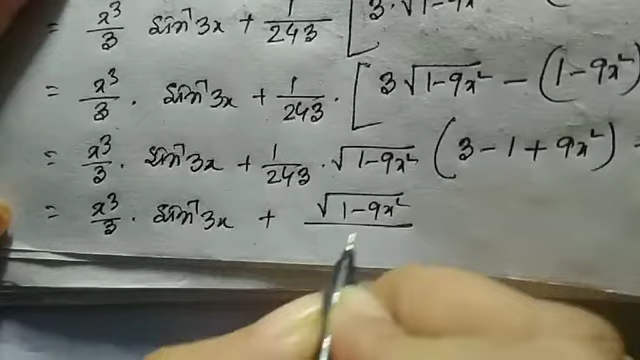 = x³/3 sin⁻¹3x + 1/243 [ 3·√1-9x
= x³/3 · sin⁻¹3x + 1/243 · [ 3√1-9x² - (1-9x²)
= x³/3 · sin⁻¹3x + 1/243 · √1-9x² (3-1+9x²)
= x³/3 · sin⁻¹3x + √1-9x²